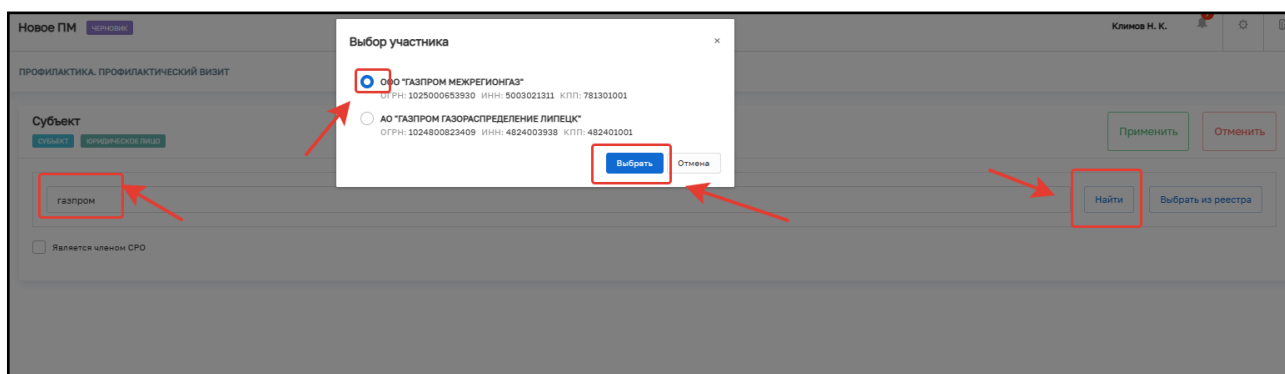 Новое ПМ ЧЕРНОВИК
Климов Н. К.
ПРОФИЛАКТИКА. ПРОФИЛАКТИЧЕСКИЙ ВИЗИТ
Выбор участника ×
ООО "ГАЗПРОМ МЕЖРЕГИОНГАЗ"
ОГРН: 1025000653930 ИНН: 5003021311 КПП: 781301001
АО "ГАЗПРОМ ГАЗОРАСПРЕДЕЛЕНИЕ ЛИПЕЦК"
ОГРН: 1024800823409 ИНН: 4824003938 КПП: 482401001
Выбрать Отмена
Субъект
СУБЪЕКТ ЮРИДИЧЕСКОЕ ЛИЦО
Применить Отменить
газпром
Найти Выбрать из реестра
Является членом СРО